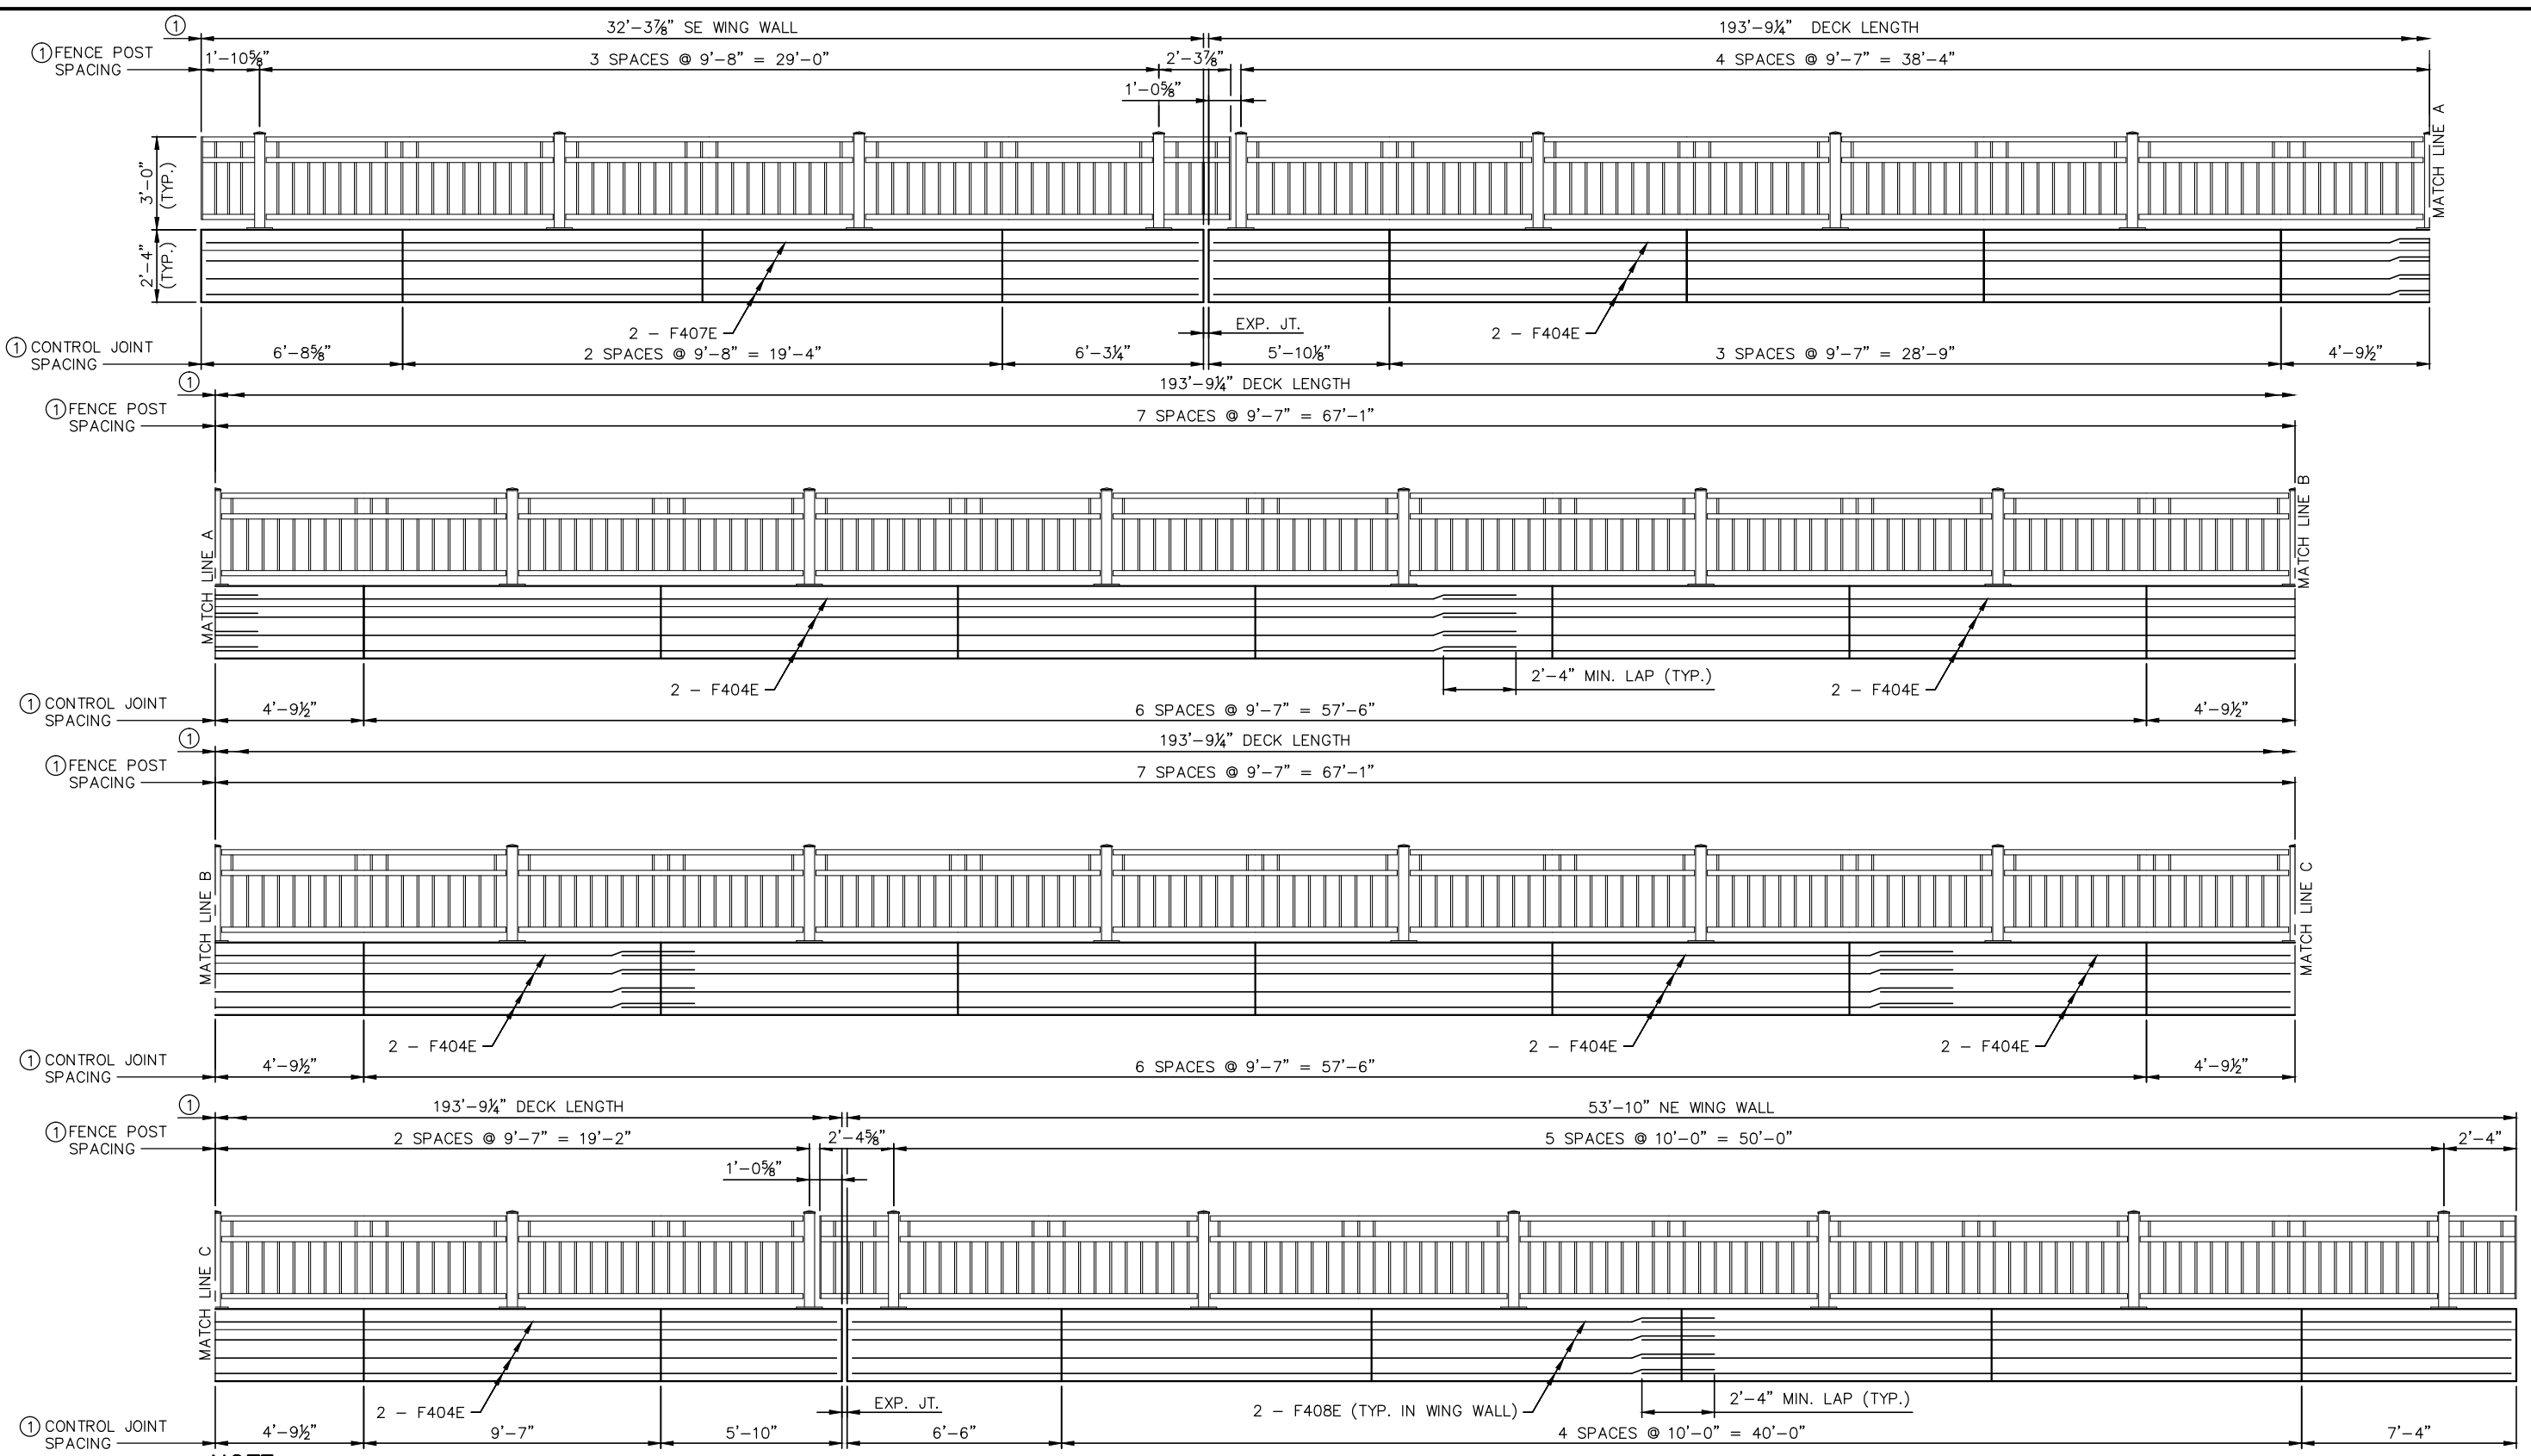 ① 32'-3⅞" SE WING WALL 193'-9¼" DECK LENGTH
① FENCE POST
SPACING
1'-10⅝" 3 SPACES @ 9'-8" = 29'-0" 2'-3⅞" 4 SPACES @ 9'-7" = 38'-4"
1'-0⅝"
MATCH LINE A
3'-0"
(TYP.)
2'-4"
(TYP.)
2 - F407E EXP. JT. 2 - F404E
① CONTROL JOINT
SPACING
6'-8⅝" 2 SPACES @ 9'-8" = 19'-4" 6'-3¼" 5'-10⅛" 3 SPACES @ 9'-7" = 28'-9" 4'-9½"
① 193'-9¼" DECK LENGTH
① FENCE POST
SPACING
7 SPACES @ 9'-7" = 67'-1"
MATCH LINE A
MATCH LINE B
2 - F404E 2'-4" MIN. LAP (TYP.) 2 - F404E
① CONTROL JOINT
SPACING
4'-9½" 6 SPACES @ 9'-7" = 57'-6" 4'-9½"
① 193'-9¼" DECK LENGTH
① FENCE POST
SPACING
7 SPACES @ 9'-7" = 67'-1"
MATCH LINE B
MATCH LINE C
2 - F404E 2 - F404E 2 - F404E
① CONTROL JOINT
SPACING
4'-9½" 6 SPACES @ 9'-7" = 57'-6" 4'-9½"
① 193'-9¼" DECK LENGTH 53'-10" NE WING WALL
① FENCE POST
SPACING
2 SPACES @ 9'-7" = 19'-2" 2'-4⅝" 5 SPACES @ 10'-0" = 50'-0" 2'-4"
1'-0⅝"
MATCH LINE C
2 - F404E EXP. JT. 2 - F408E (TYP. IN WING WALL) 2'-4" MIN. LAP (TYP.)
① CONTROL JOINT
SPACING
4'-9½" 9'-7" 5'-10" 6'-6" 4 SPACES @ 10'-0" = 40'-0" 7'-4"